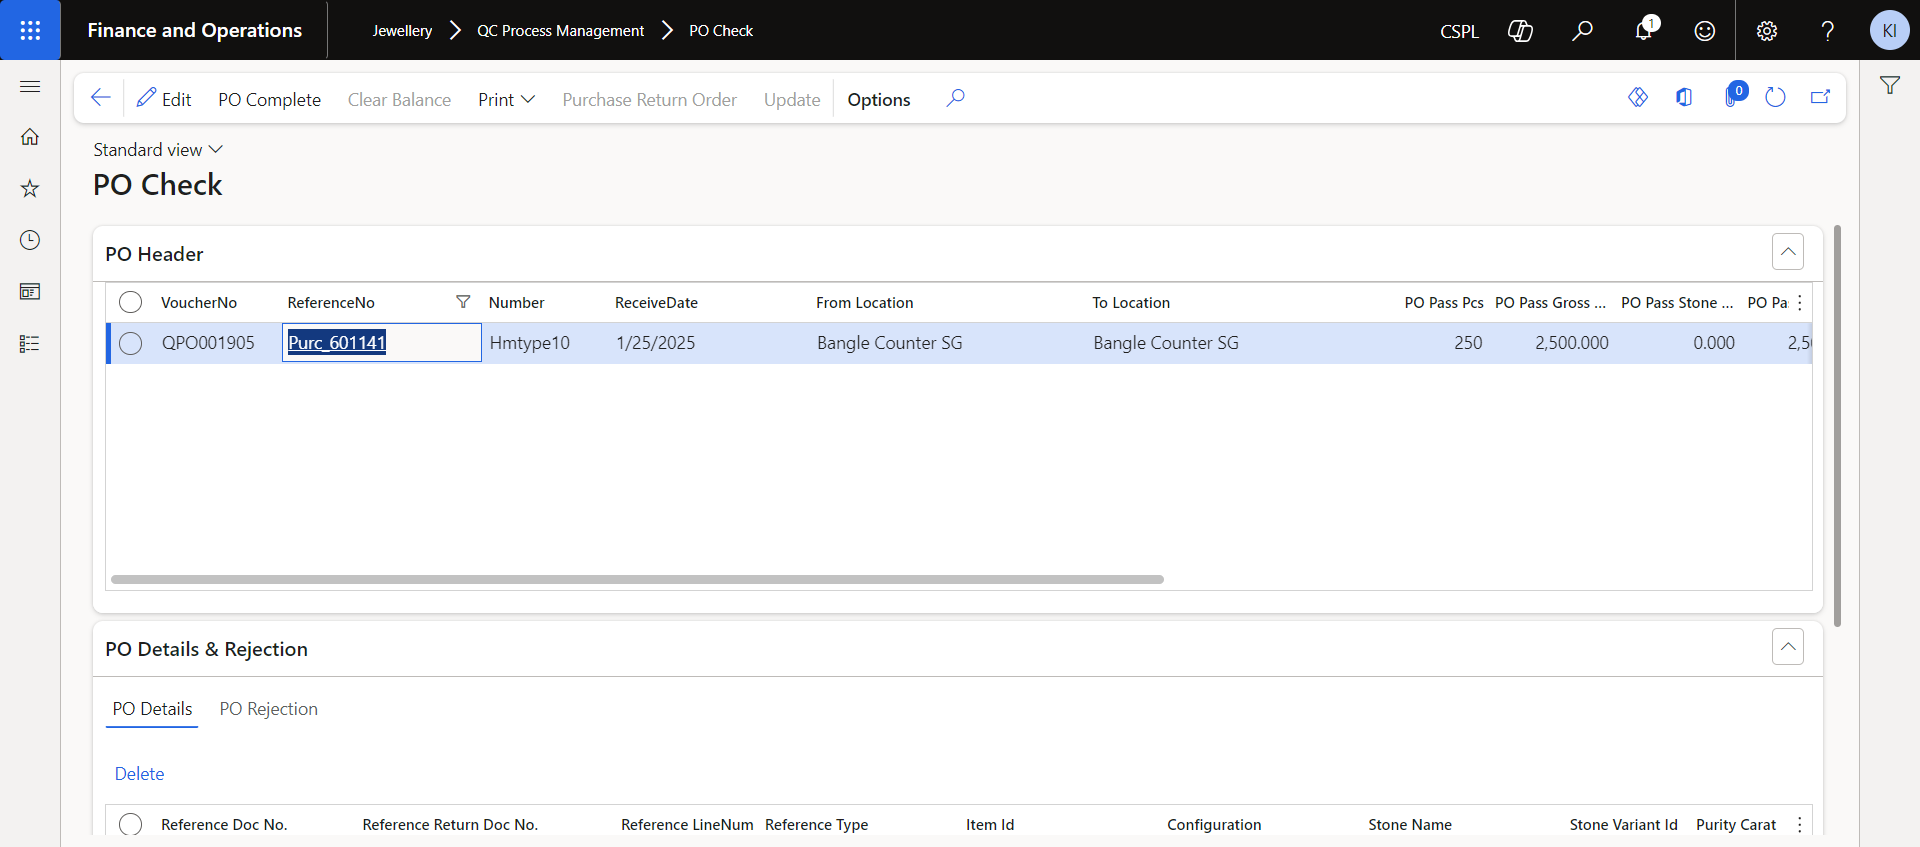 Finance and Operations
Jewellery > QC Process Management > PO Check
CSPL
1
?
KI
Edit
PO Complete
Clear Balance
Print
Purchase Return Order
Update
Options
0
Standard view
PO Check
PO Header
VoucherNo ReferenceNo Number ReceiveDate From Location To Location PO Pass Pcs PO Pass Gross ... PO Pass Stone ... PO Pa
QPO001905 Purc_601141 Hmtype10 1/25/2025 Bangle Counter SG Bangle Counter SG 250 2,500.000 0.000 2,50
PO Details & Rejection
PO Details PO Rejection
Delete
Reference Doc No. Reference Return Doc No. Reference LineNum Reference Type Item Id Configuration Stone Name Stone Variant Id Purity Carat